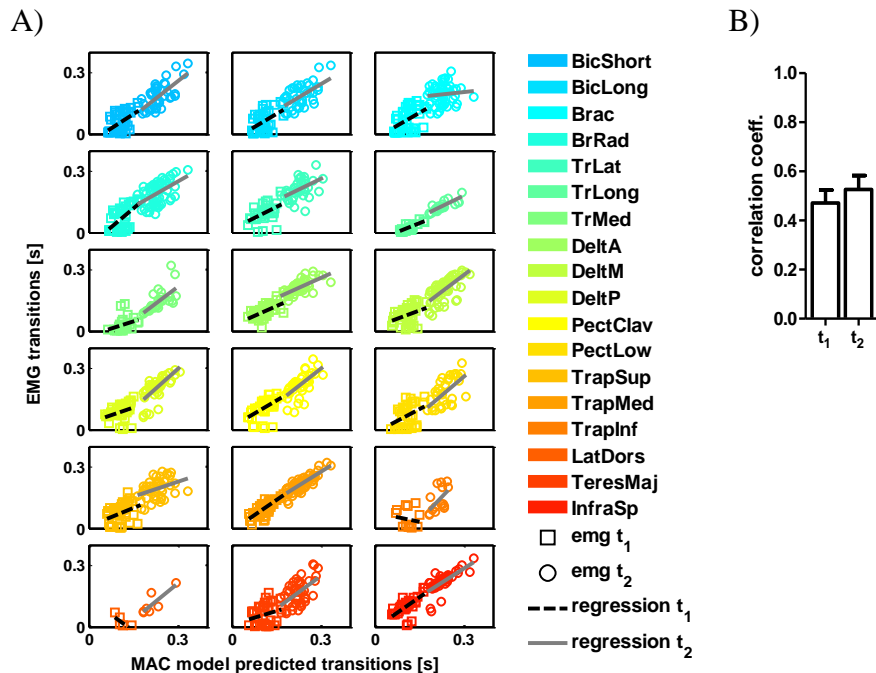 A)
B)
0.3
0
0.3
0
0.3
0
0.3
0
0.3
0
0.3
0
0 0.3 0 0.3 0 0.3
EMG transitions [s]
MAC model predicted transitions [s]
BicShort
BicLong
Brac
BrRad
TrLat
TrLong
TrMed
DeltA
DeltM
DeltP
PectClav
PectLow
TrapSup
TrapMed
TrapInf
LatDors
TeresMaj
InfraSp
emg t1
emg t2
regression t1
regression t2
correlation coeff.
1.0
0.8
0.6
0.4
0.2
0.0
t1 t2